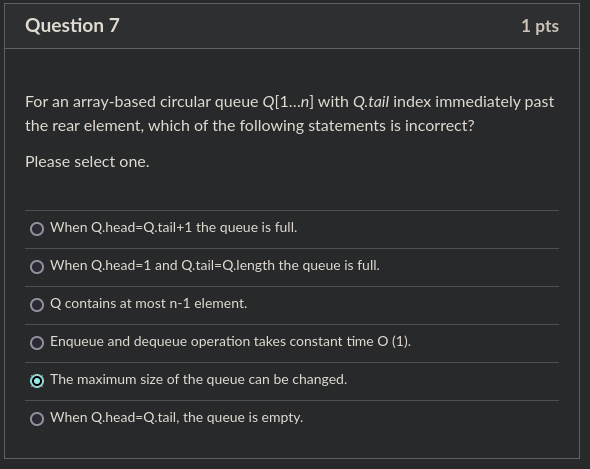 Question 7
1 pts
For an array-based circular queue Q[1...n] with Q.tail index immediately past
the rear element, which of the following statements is incorrect?
Please select one.
When Q.head=Q.tail+1 the queue is full.
When Q.head=1 and Q.tail=Q.length the queue is full.
Q contains at most n-1 element.
Enqueue and dequeue operation takes constant time O (1).
The maximum size of the queue can be changed.
When Q.head=Q.tail, the queue is empty.